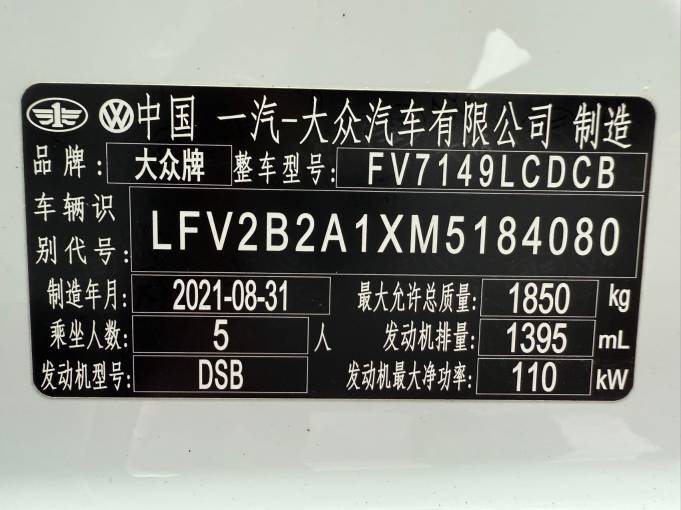 中国 一汽-大众汽车有限公司 制造
品牌: 大众牌 整车型号: FV7149LCDCB
车辆识别代号: LFV2B2A1XM5184080
制造年月: 2021-08-31 最大允许总质量: 1850 kg
乘坐人数: 5 人 发动机排量: 1395 mL
发动机型号: DSB 发动机最大净功率: 110 kW